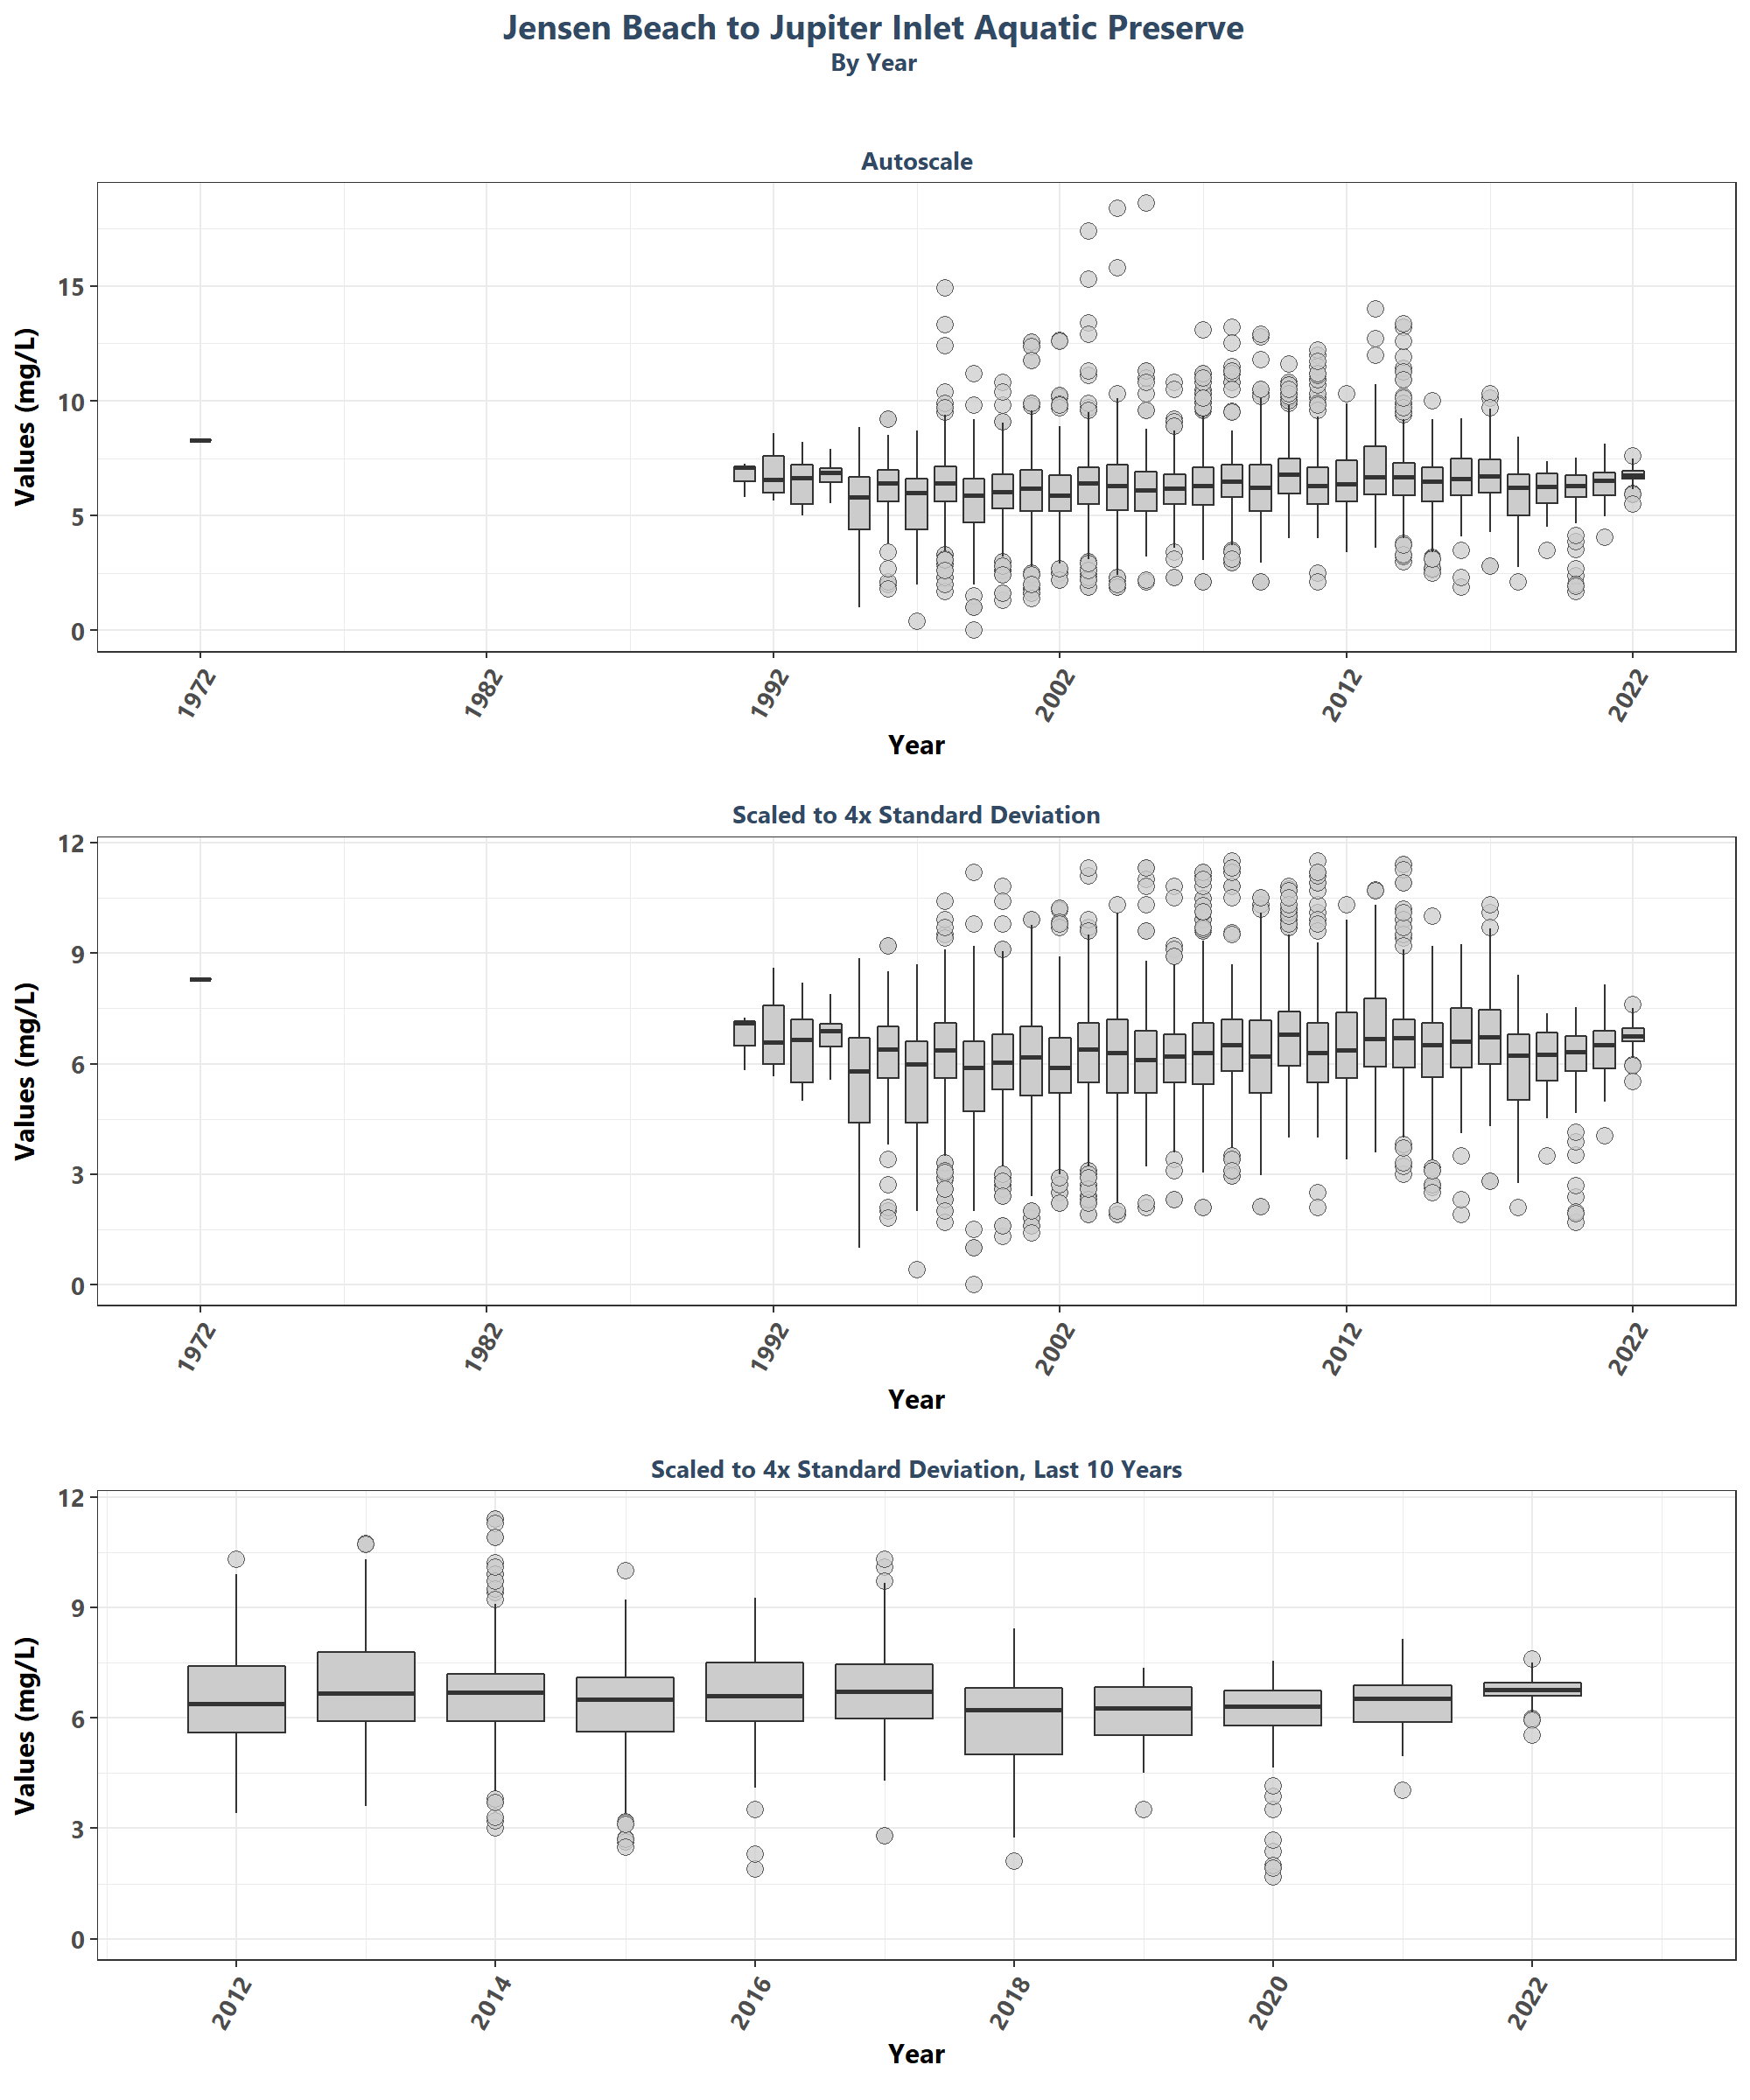 Jensen Beach to Jupiter Inlet Aquatic Preserve
By Year
Autoscale
Values (mg/L)
15
10
5
0
1972 1982 1992 2002 2012 2022
Year
Scaled to 4x Standard Deviation
Values (mg/L)
12
9
6
3
0
1972 1982 1992 2002 2012 2022
Year
Scaled to 4x Standard Deviation, Last 10 Years
Values (mg/L)
12
9
6
3
0
2012 2014 2016 2018 2020 2022
Year